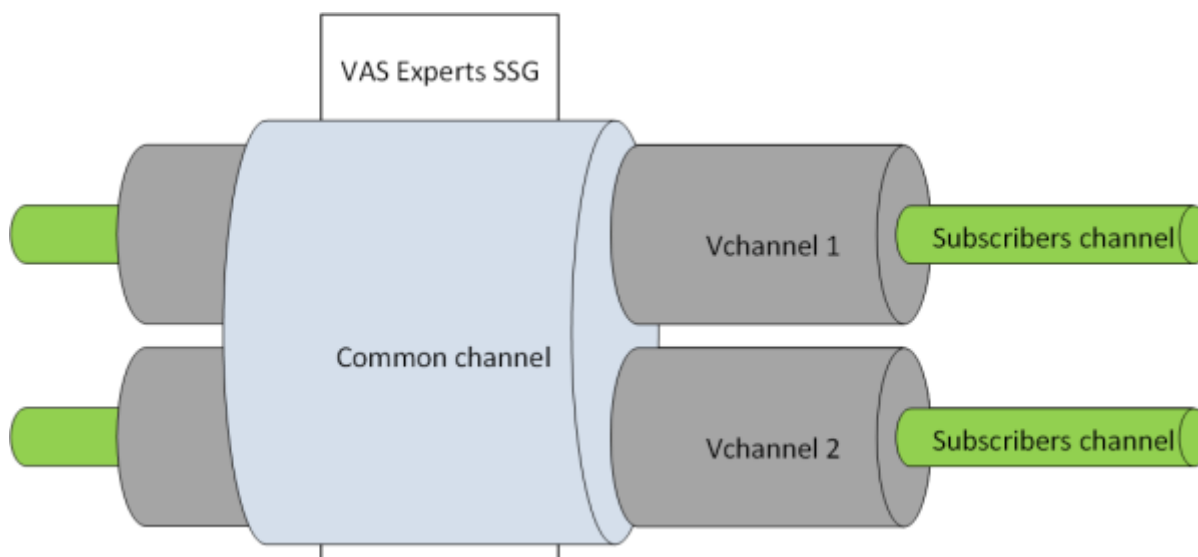 VAS Experts SSG
Vchannel 1
Subscribers channel
Common channel
Vchannel 2
Subscribers channel